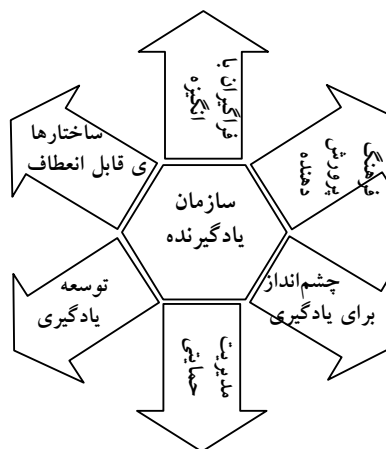 فراگیران با
انگیزه
فرهنگ
پرورش
دهنده
چشم‌انداز
برای یادگیری
مدیریت
حمایتی
توسعه
یادگیری
ساختارها
ی قابل انعطاف
سازمان
یادگیرنده